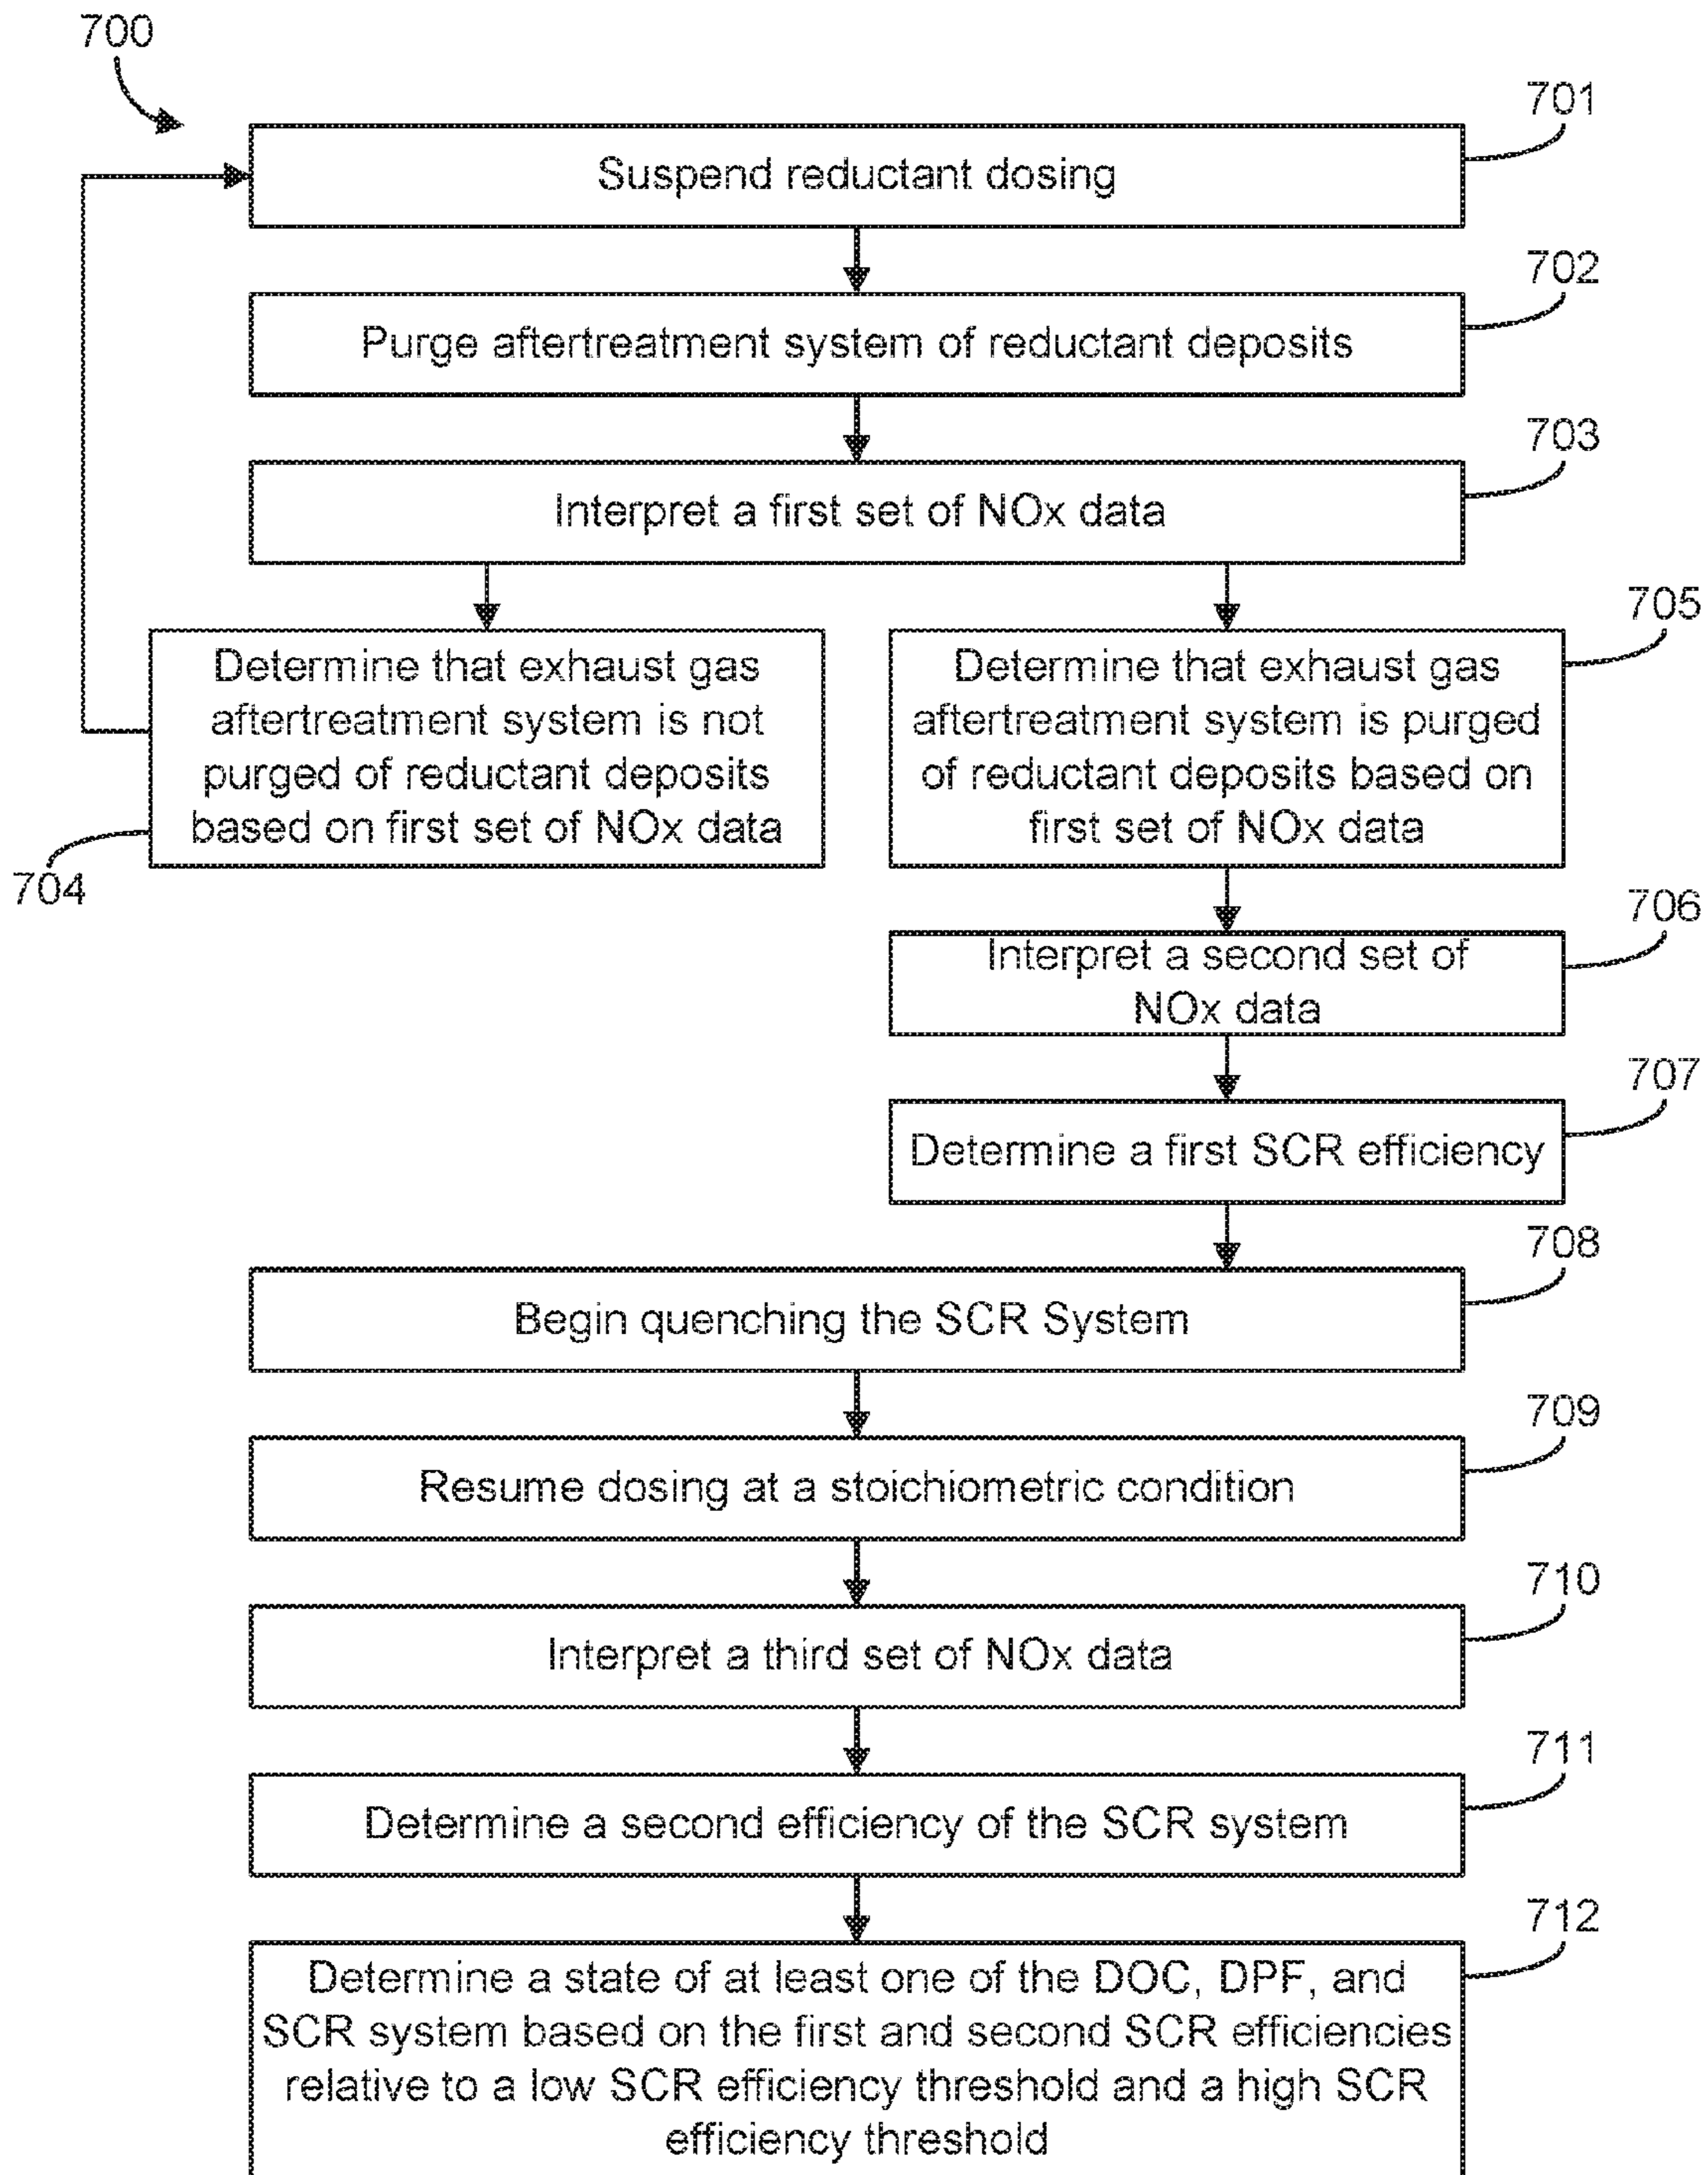 700
701
Suspend reductant dosing
702
Purge aftertreatment system of reductant deposits
703
Interpret a first set of NOx data
704
Determine that exhaust gas
aftertreatment system is not
purged of reductant deposits
based on first set of NOx data
705
Determine that exhaust gas
aftertreatment system is purged
of reductant deposits based on
first set of NOx data
706
Interpret a second set of
NOx data
707
Determine a first SCR efficiency
708
Begin quenching the SCR System
709
Resume dosing at a stoichiometric condition
710
Interpret a third set of NOx data
711
Determine a second efficiency of the SCR system
712
Determine a state of at least one of the DOC, DPF, and
SCR system based on the first and second SCR efficiencies
relative to a low SCR efficiency threshold and a high SCR
efficiency threshold